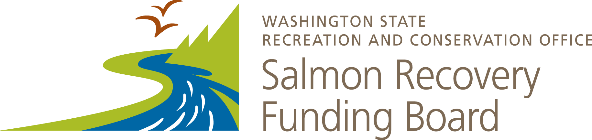 WASHINGTON STATE
RECREATION AND CONSERVATION OFFICE
Salmon Recovery
Funding Board